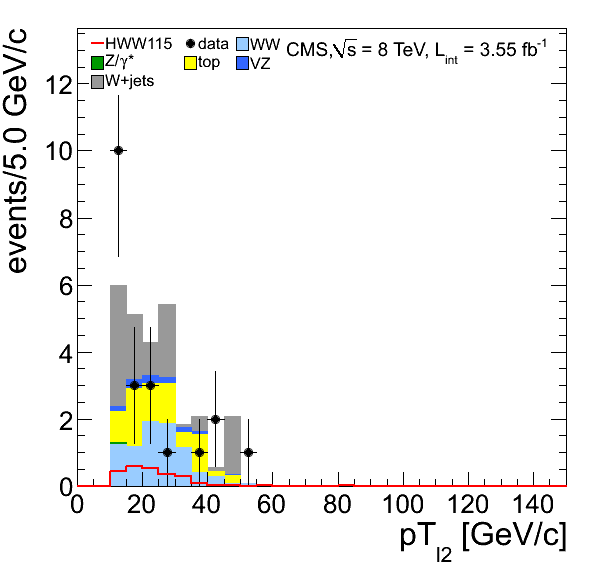 HWW115 data WW CMS,√s = 8 TeV, L_int = 3.55 fb⁻¹
Z/γ* top VZ
W+jets
events/5.0 GeV/c
12
10
8
6
4
2
0
0 20 40 60 80 100 120 140
pT_l2 [GeV/c]